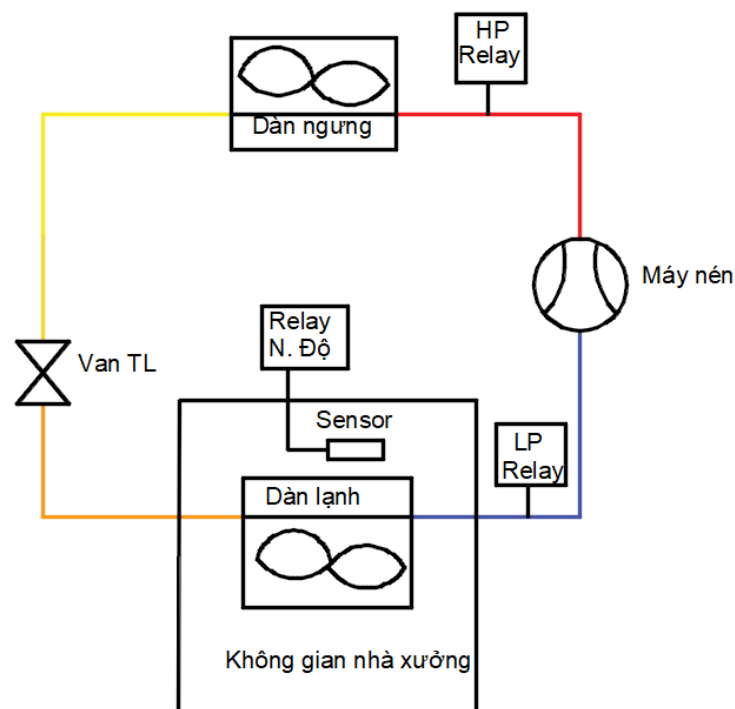 HP
Relay
Dàn ngưng
Máy nén
Relay
N. Độ
Van TL
Sensor
LP
Relay
Dàn lạnh
Không gian nhà xưởng